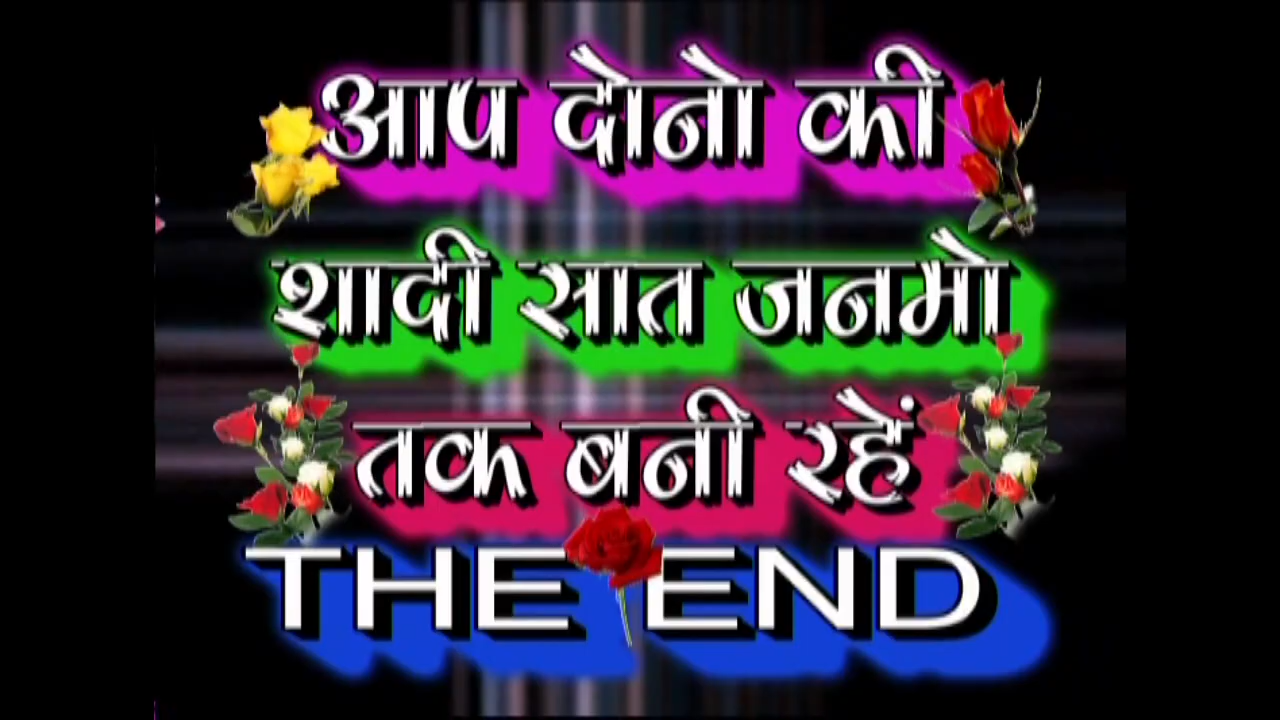 आप दोनो की
शादी सात जनमो
तक बनी रहें
THE END